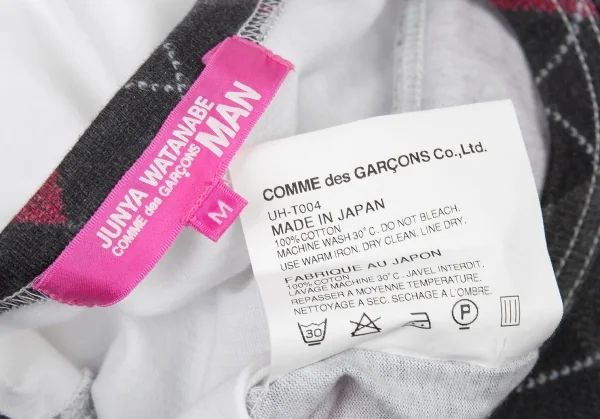 JUNYA WATANABE
COMME des GARÇONS MAN
M
COMME des GARÇONS Co.,Ltd.
UH-T004
MADE IN JAPAN
100% COTTON
MACHINE WASH 30°C. DO NOT BLEACH.
USE WARM IRON. DRY CLEAN. LINE DRY.
FABRIQUE AU JAPON
100% COTTON
LAVAGE MACHINE 30°C. JAVEL INTERDIT.
REPASSER A MOYENNE TEMPERATURE.
NETTOYAGE A SEC. SECHAGE A L'OMBRE.
30
P